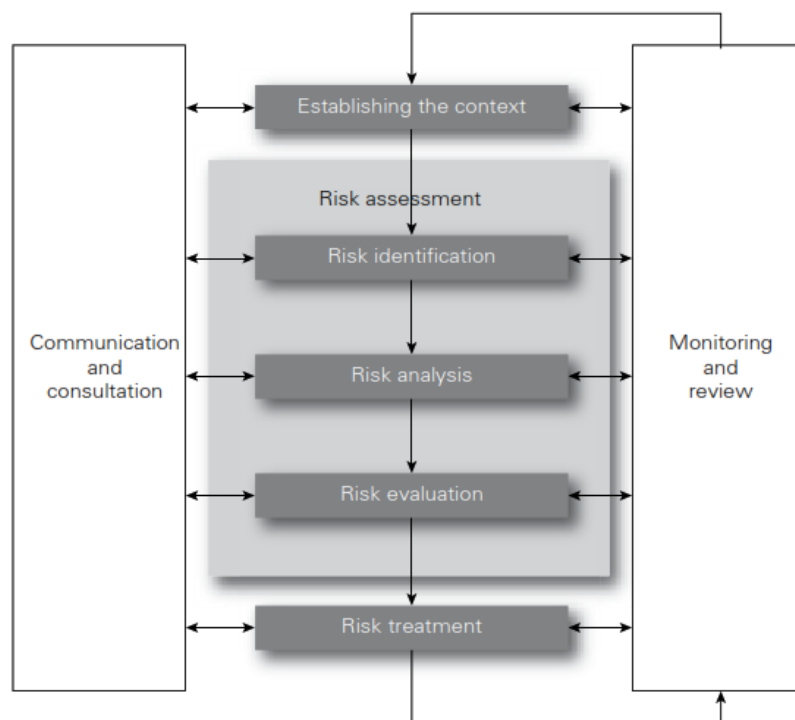 Establishing the context
Risk assessment
Risk identification
Communication
and
consultation
Risk analysis
Monitoring
and
review
Risk evaluation
Risk treatment